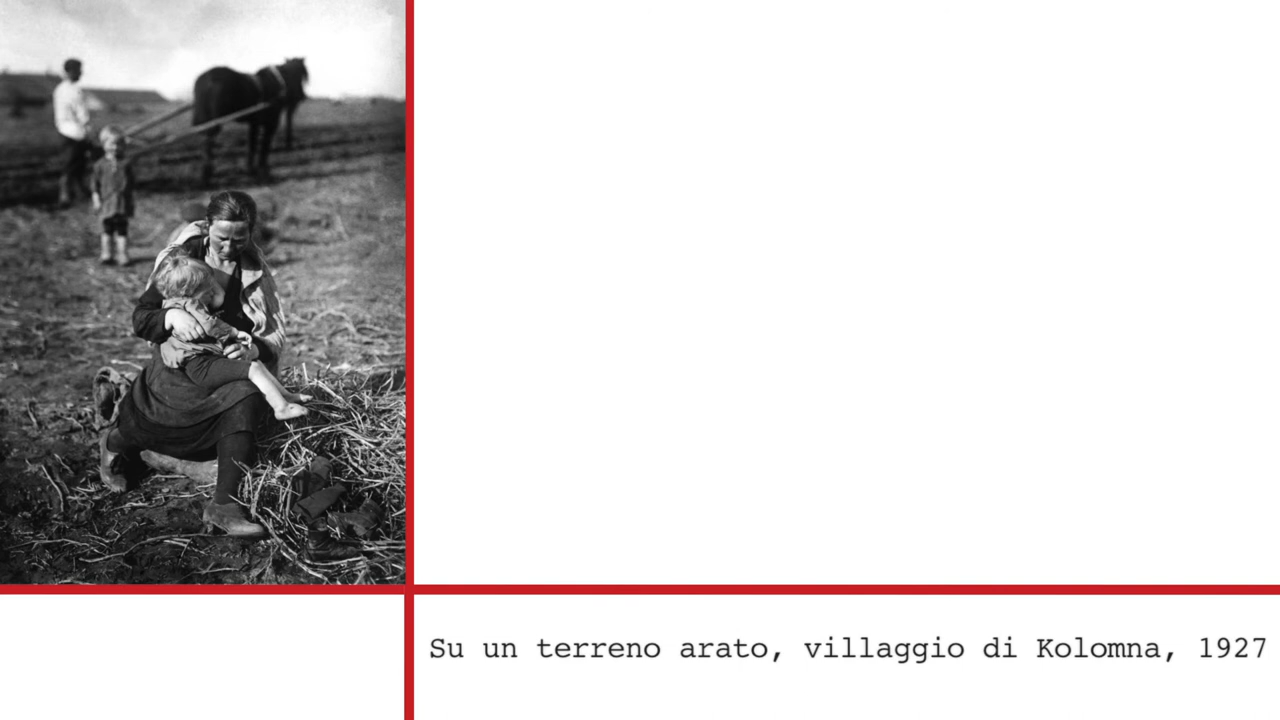 Su un terreno arato, villaggio di Kolomna, 1927